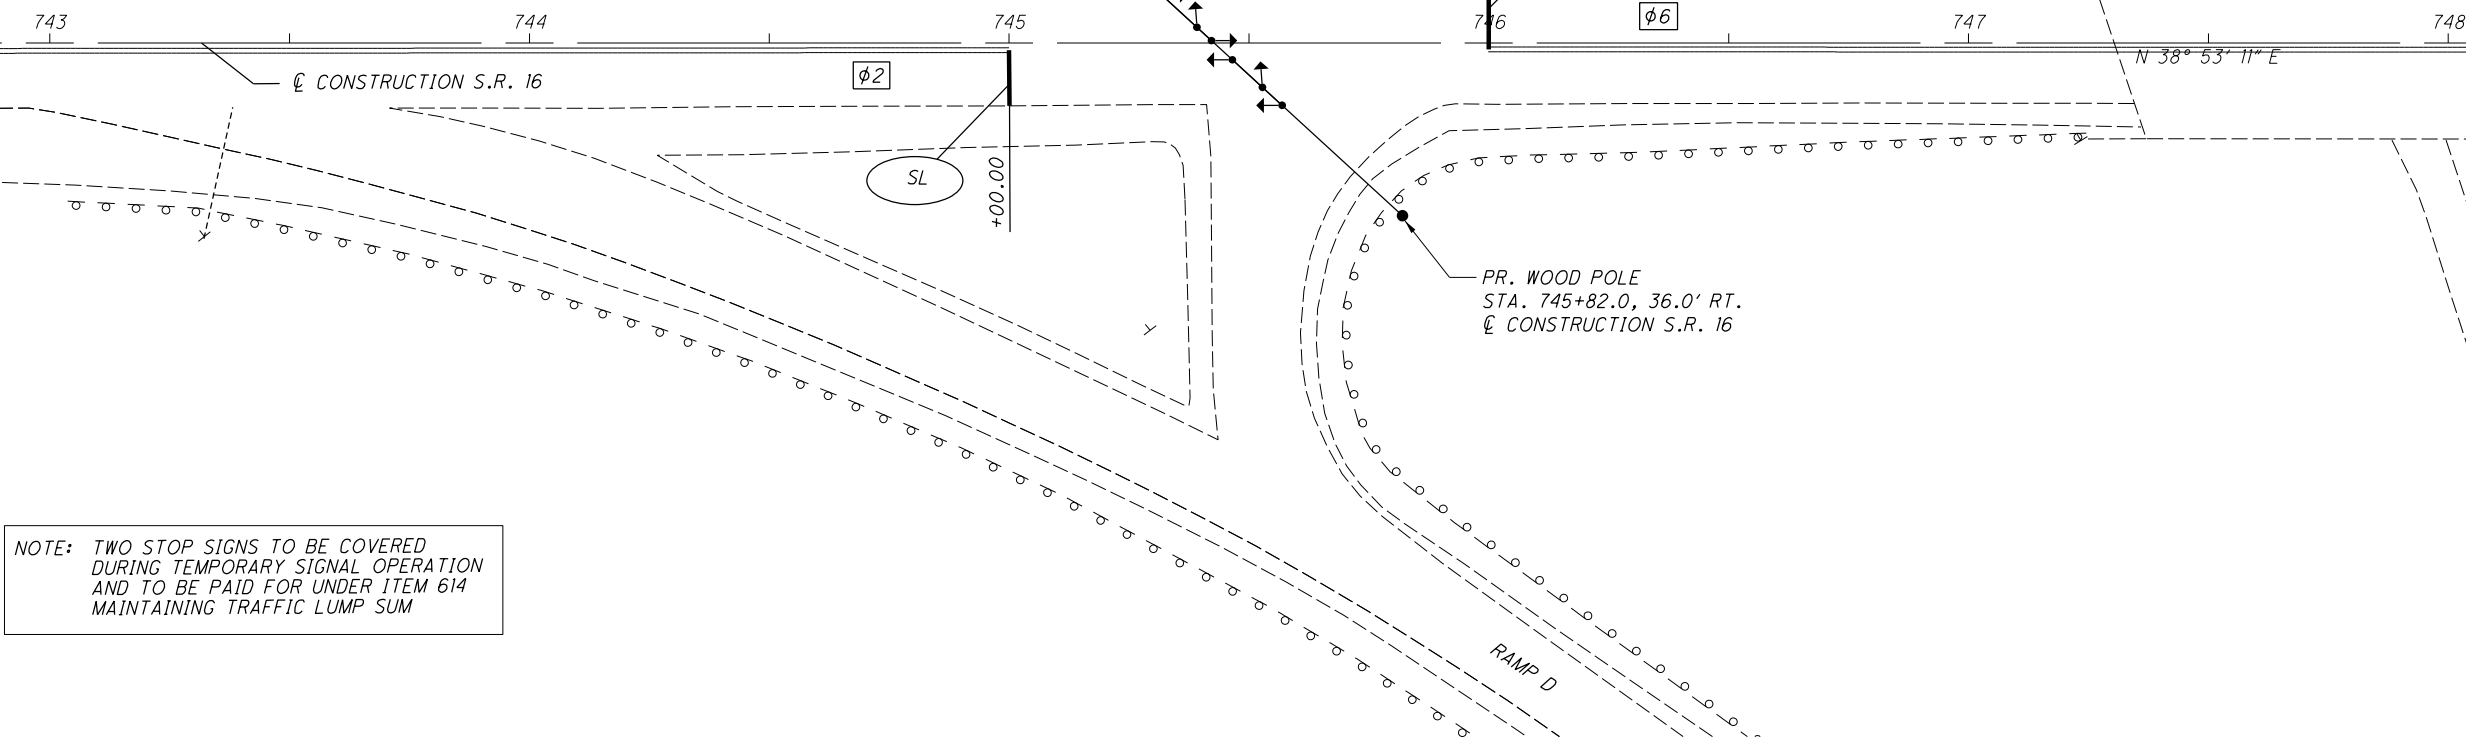 743
744
745
746
747
748
ϕ6
N 38° 53' 11" E
℄ CONSTRUCTION S.R. 16
ϕ2
SL
+00.00
PR. WOOD POLE
STA. 745+82.0, 36.0' RT.
℄ CONSTRUCTION S.R. 16
NOTE: TWO STOP SIGNS TO BE COVERED
DURING TEMPORARY SIGNAL OPERATION
AND TO BE PAID FOR UNDER ITEM 614
MAINTAINING TRAFFIC LUMP SUM
RAMP D